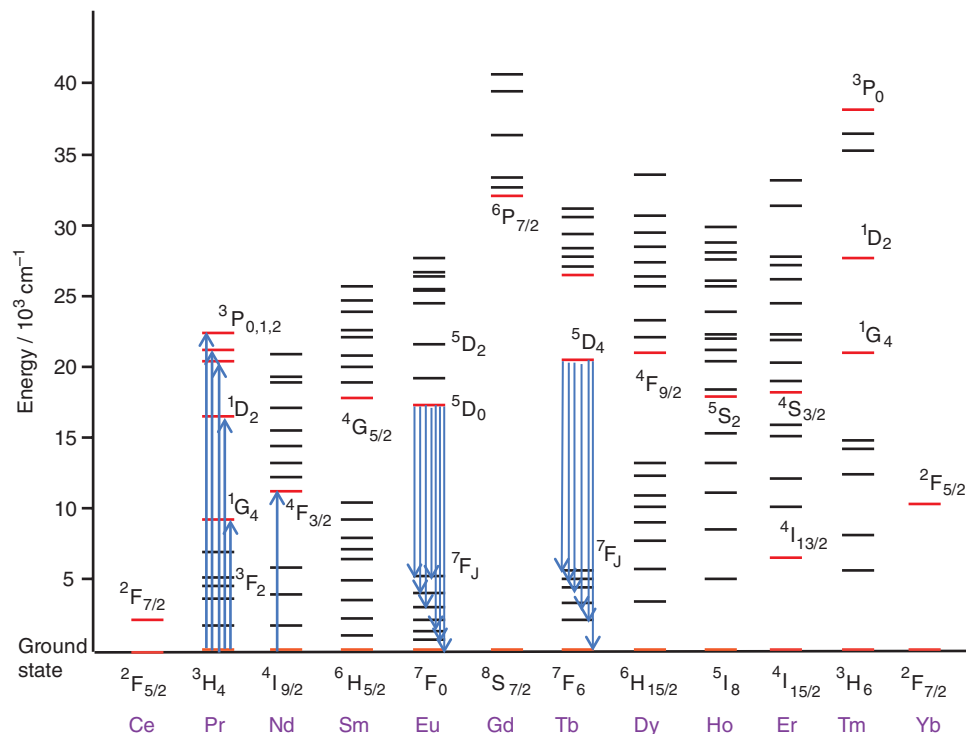 Energy / 10³ cm⁻¹
40
35
30
25
20
15
10
5
Ground
state
²F₇/₂
³P₀,₁,₂
¹D₂
¹G₄
³F₂
⁴F₃/₂
⁴G₅/₂
⁵D₂
⁵D₀
⁷F_J
⁶P₇/₂
⁵D₄
⁷F_J
⁴F₉/₂
⁵S₂
⁴S₃/₂
⁴I₁₃/₂
³P₀
¹D₂
¹G₄
²F₅/₂
²F₅/₂ ³H₄ ⁴I₉/₂ ⁶H₅/₂ ⁷F₀ ⁸S₇/₂ ⁷F₆ ⁶H₁₅/₂ ⁵I₈ ⁴I₁₅/₂ ³H₆ ²F₇/₂
Ce Pr Nd Sm Eu Gd Tb Dy Ho Er Tm Yb